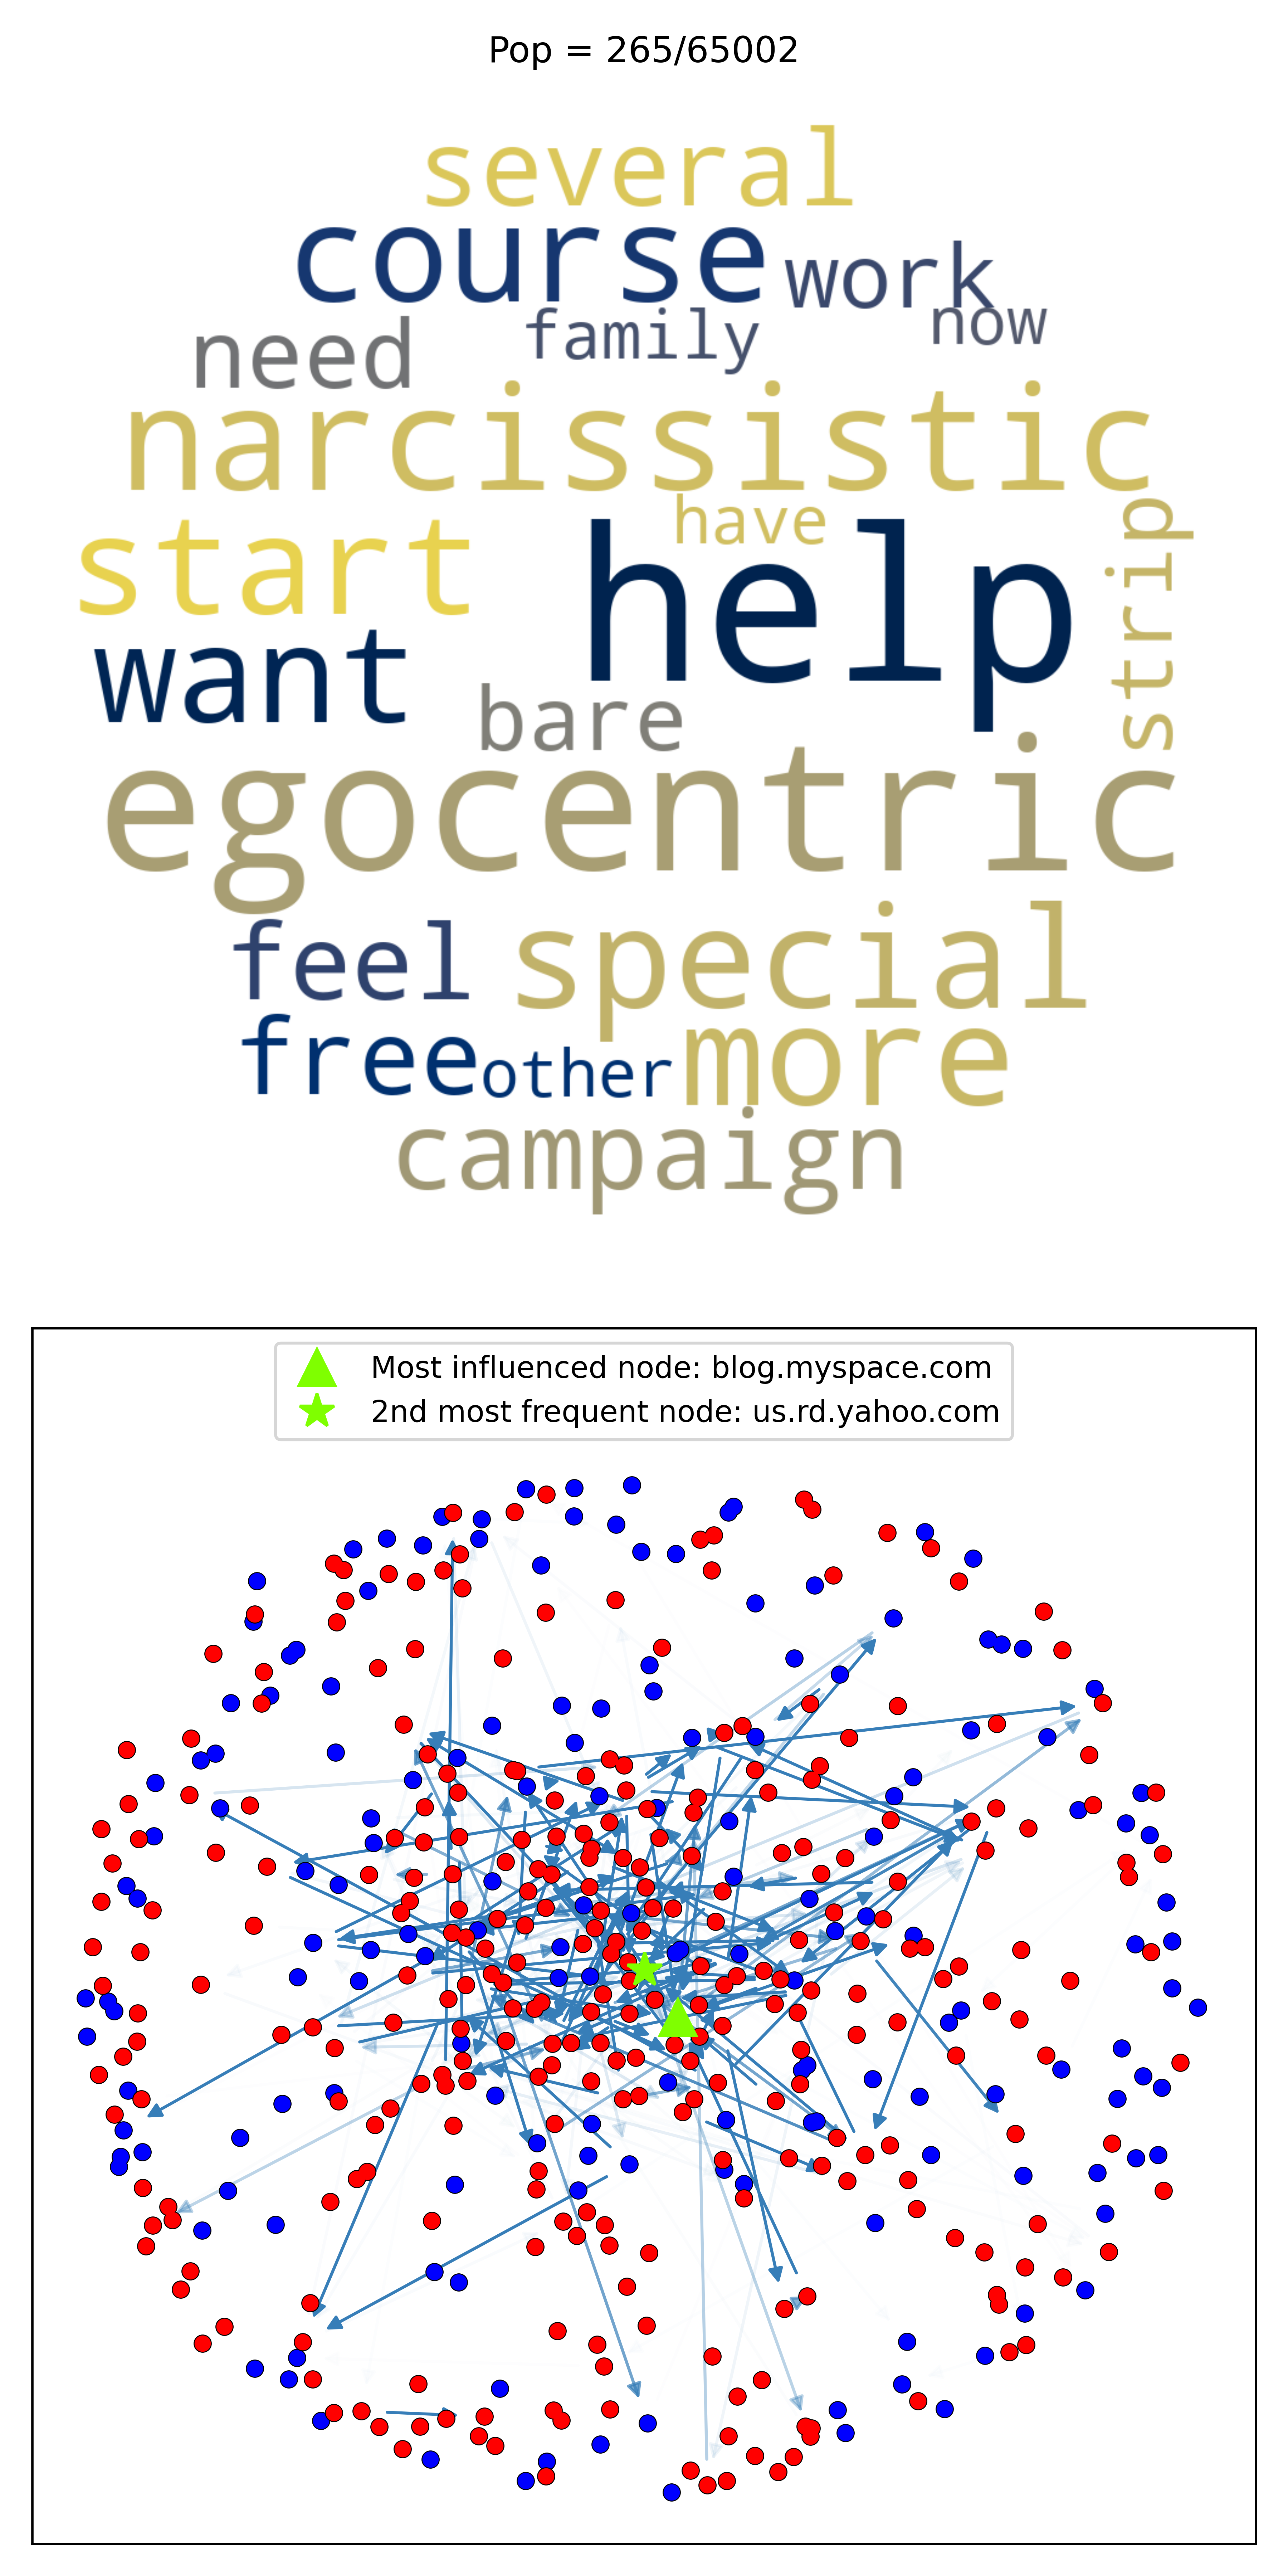 Pop = 265/65002
several
course work
family now
need
narcissistic
have
start help strip
want
bare
egocentric
feel special
free other more
campaign
Most influenced node: blog.myspace.com
2nd most frequent node: us.rd.yahoo.com